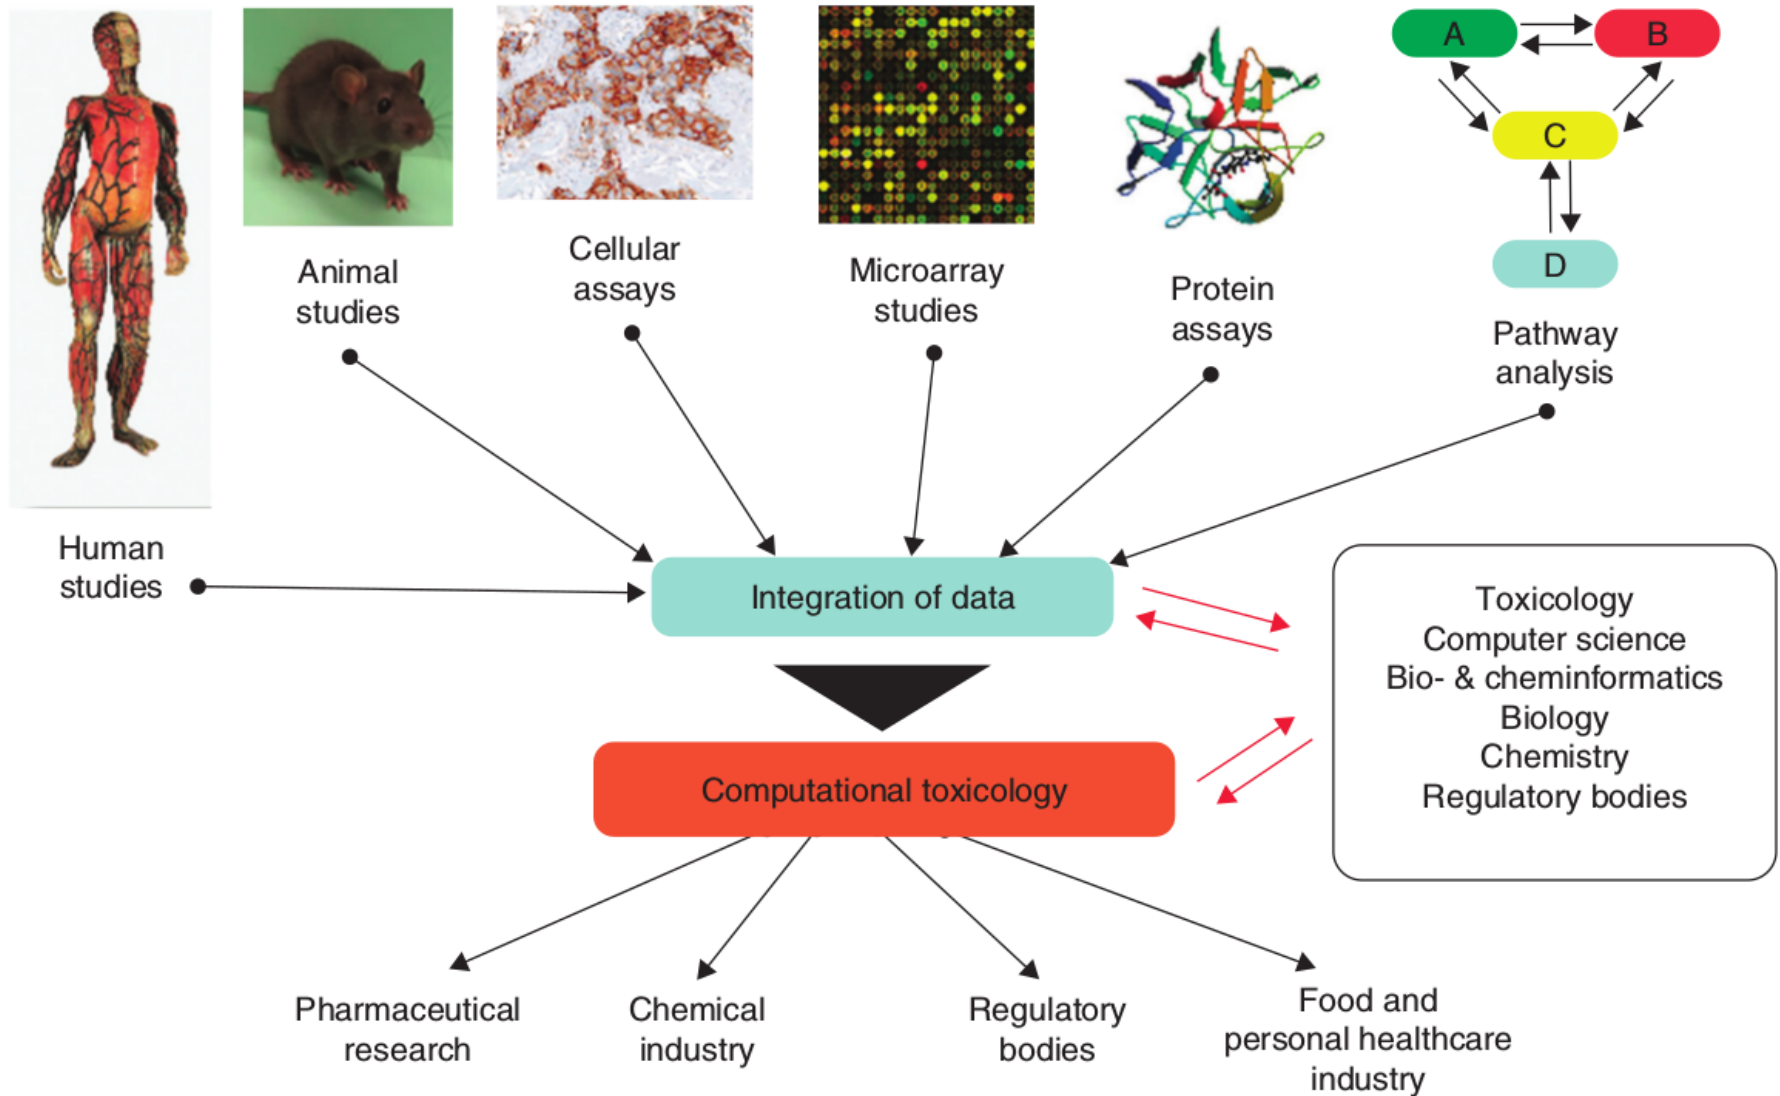 A
B
C
D
Animal
studies
Cellular
assays
Microarray
studies
Protein
assays
Pathway
analysis
Human
studies
Integration of data
Toxicology
Computer science
Bio- & cheminformatics
Biology
Chemistry
Regulatory bodies
Computational toxicology
Pharmaceutical
research
Chemical
industry
Regulatory
bodies
Food and
personal healthcare
industry